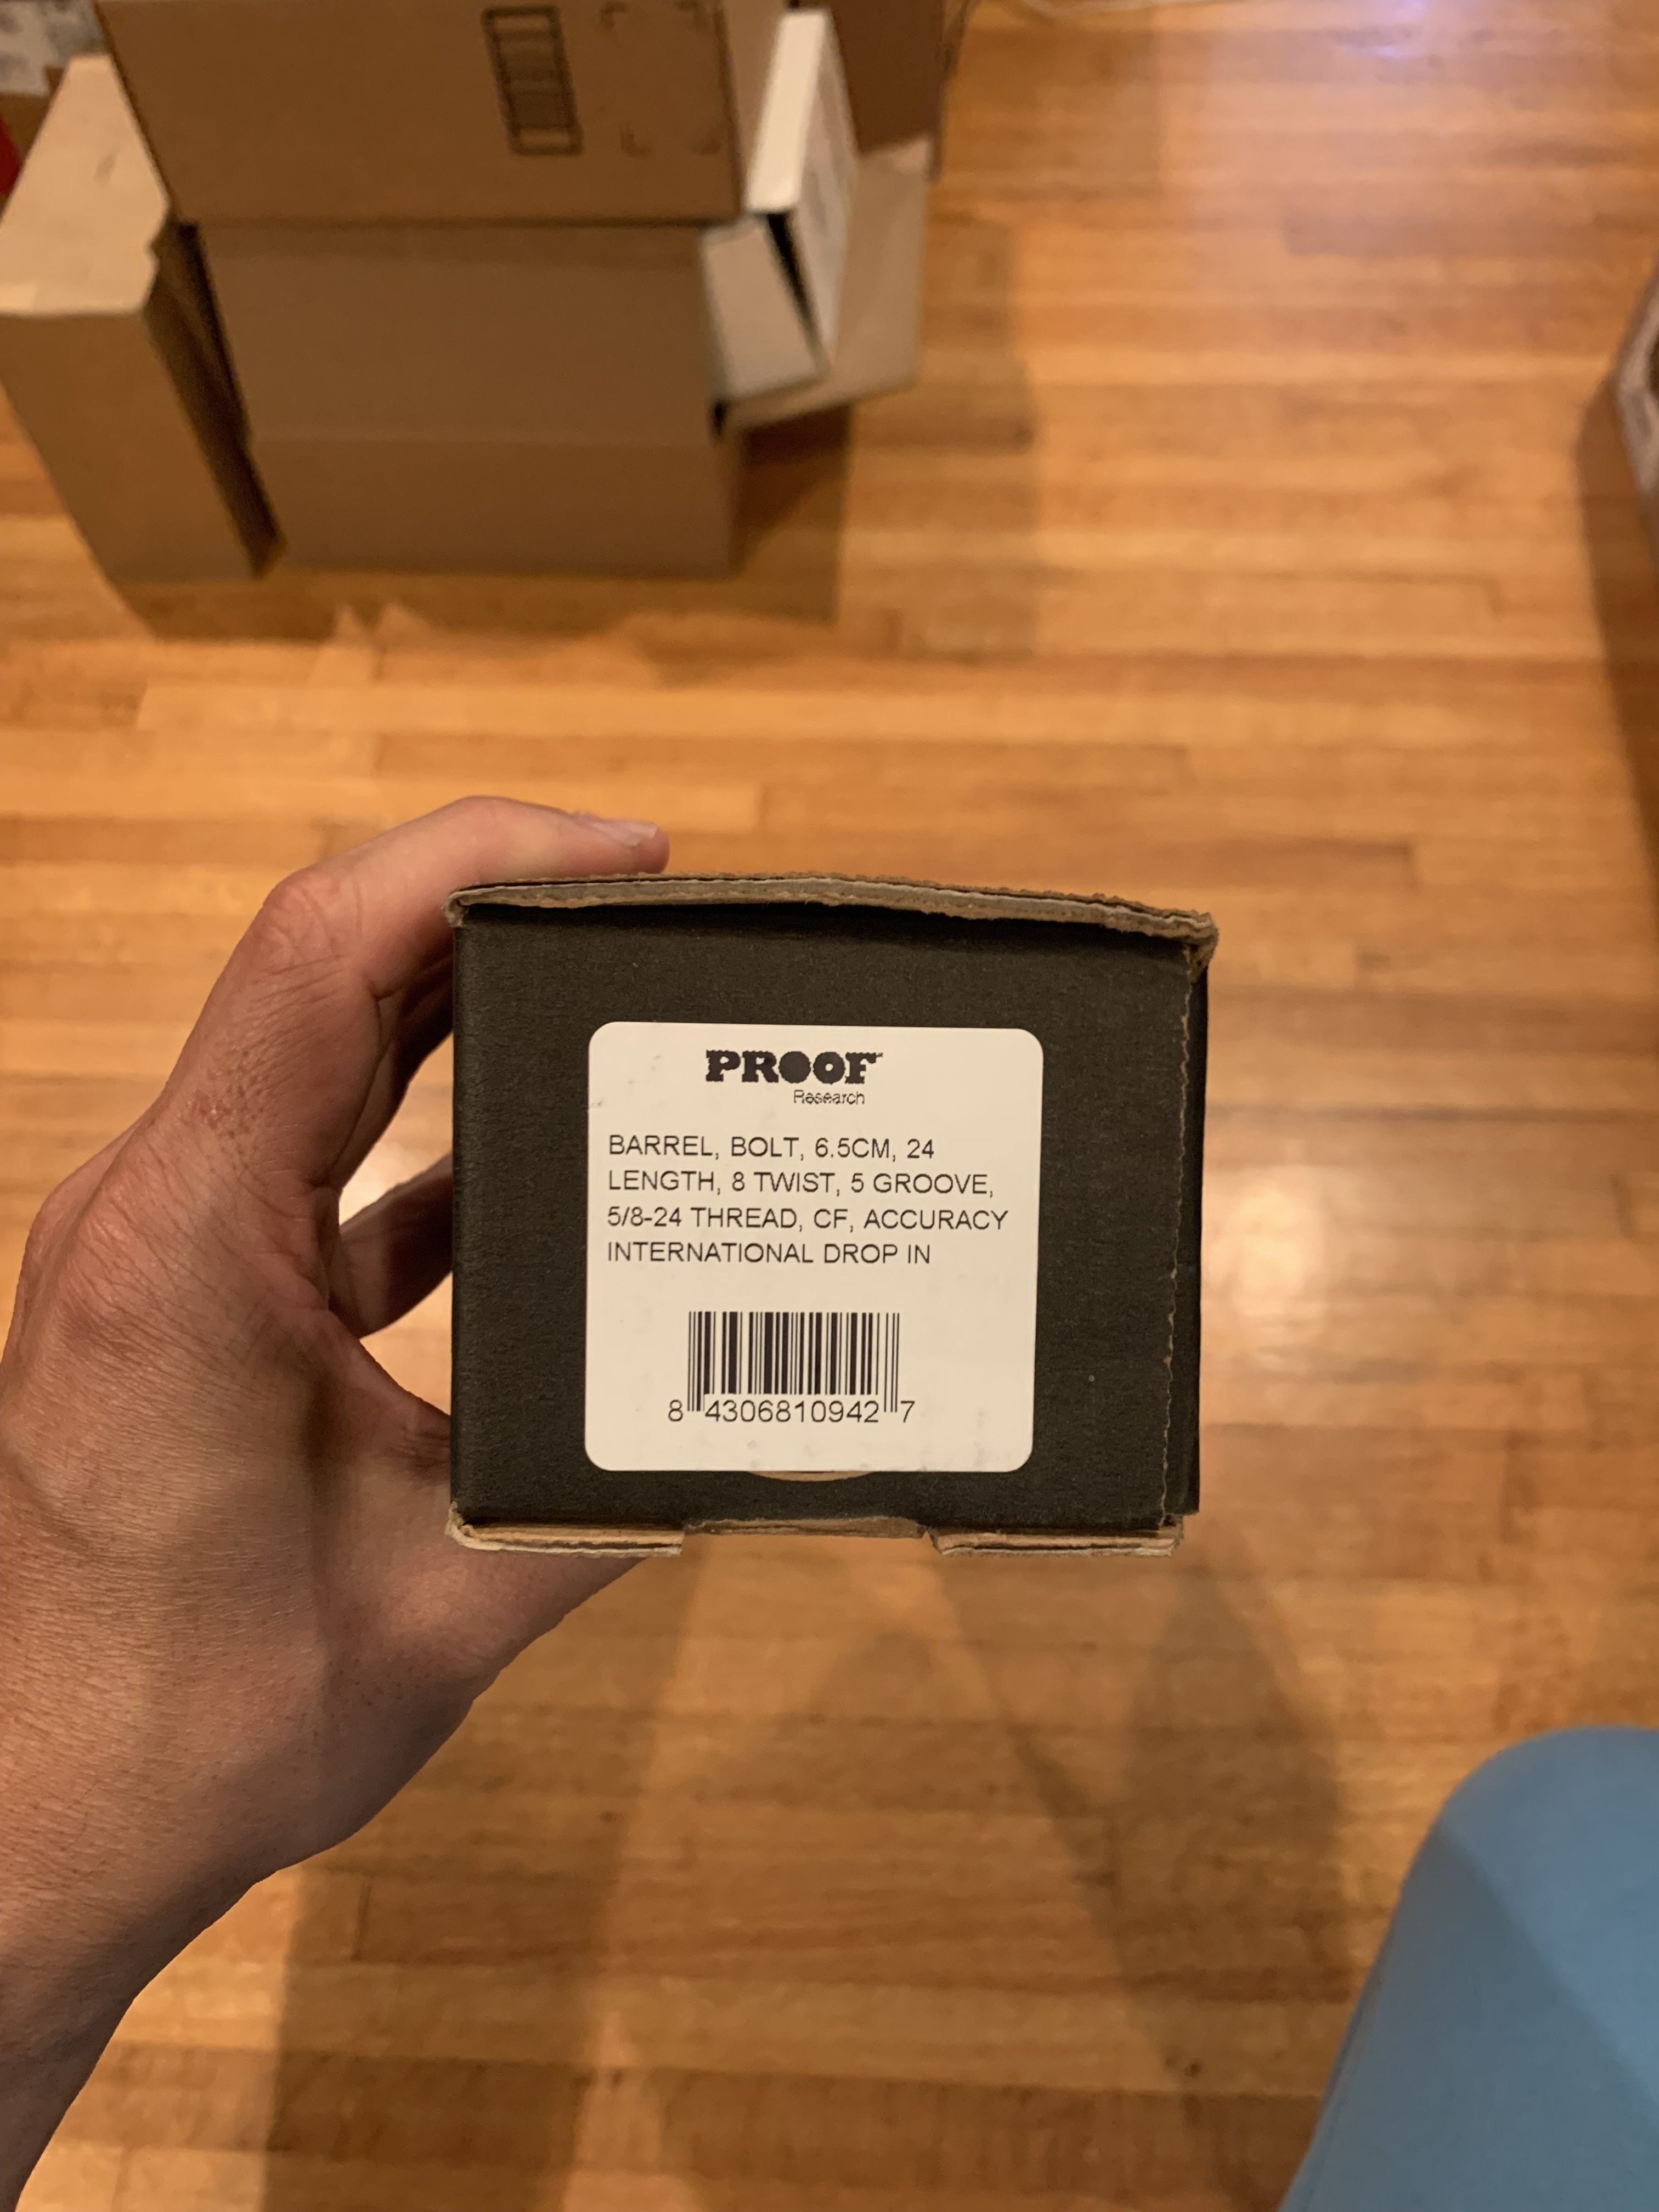 PROOF
Research
BARREL, BOLT, 6.5CM, 24
LENGTH, 8 TWIST, 5 GROOVE,
5/8-24 THREAD, CF, ACCURACY
INTERNATIONAL DROP IN
8 4306810942 7